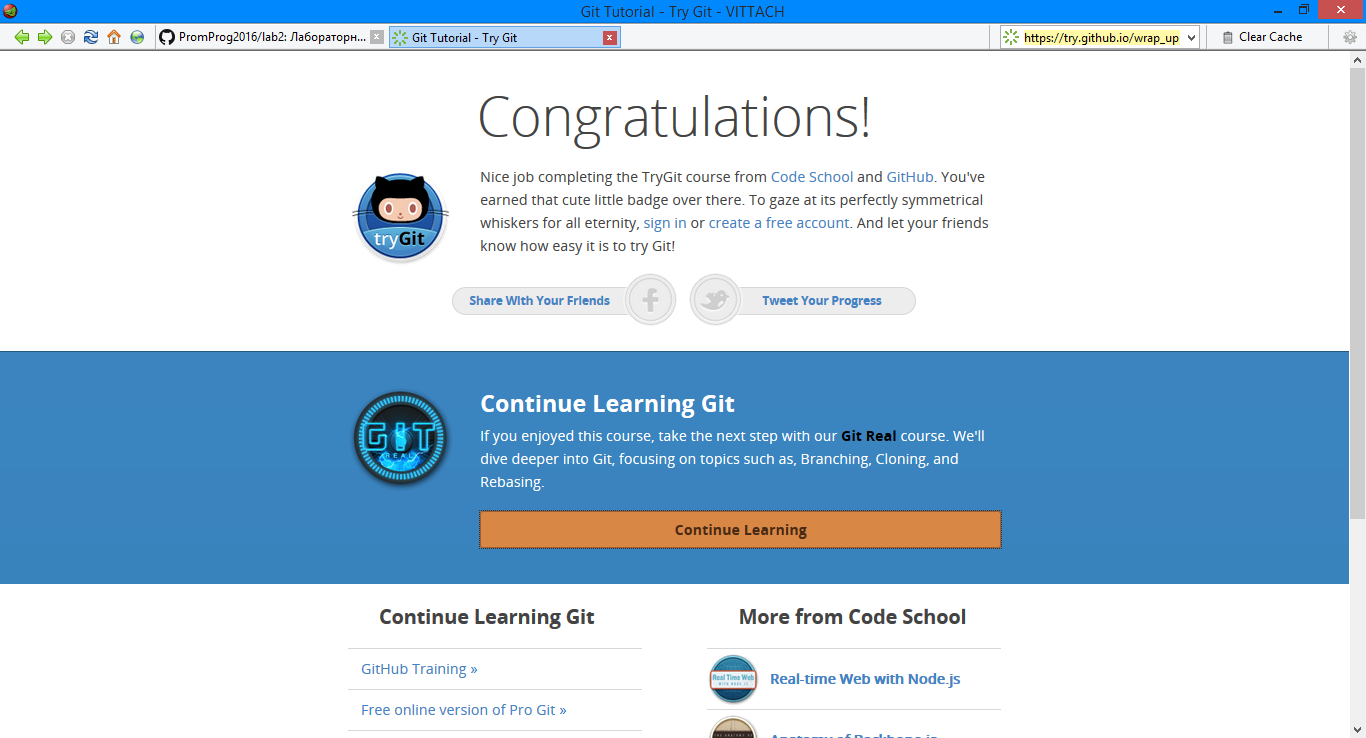 Git Tutorial - Try Git - VITTACH
PromProg2016/lab2: Лабораторн...
Git Tutorial - Try Git
https://try.github.io/wrap_up
Clear Cache
Congratulations!
Nice job completing the TryGit course from Code School and GitHub. You've
earned that cute little badge over there. To gaze at its perfectly symmetrical
whiskers for all eternity, sign in or create a free account. And let your friends
know how easy it is to try Git!
tryGit
Share With Your Friends
Tweet Your Progress
GIT
REAL
Continue Learning Git
If you enjoyed this course, take the next step with our Git Real course. We'll
dive deeper into Git, focusing on topics such as, Branching, Cloning, and
Rebasing.
Continue Learning
Continue Learning Git
GitHub Training »
Free online version of Pro Git »
More from Code School
Real Time Web
WITH NODE.JS
Real-time Web with Node.js